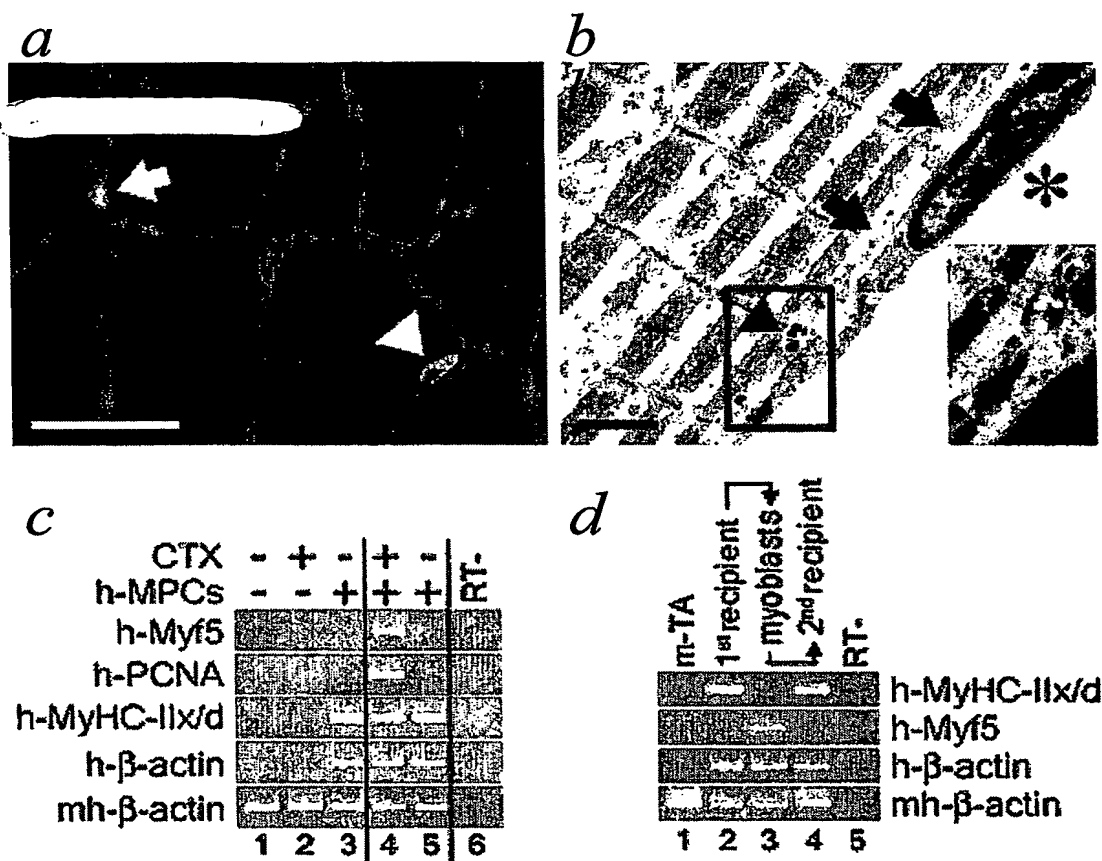 a
b
c
CTX - + - + -
h-MPCs - - + + + RT-
h-Myf5
h-PCNA
h-MyHC-IIx/d
h-β-actin
mh-β-actin
1 2 3 4 5 6
d
m-TA
1st recipient
myoblasts
2nd recipient
RT-
h-MyHC-IIx/d
h-Myf5
h-β-actin
mh-β-actin
1 2 3 4 5